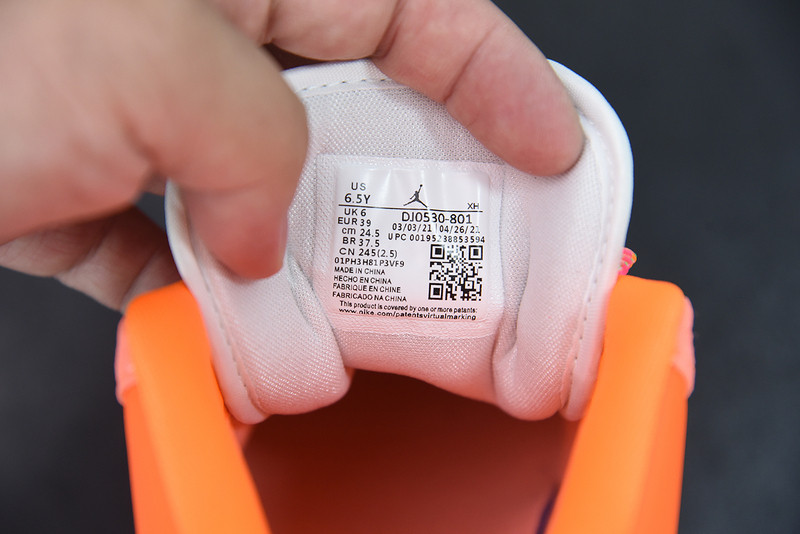 US
6.5Y
XH
UK 6
DJ0530-801
EUR 39
03/03/21 04/26/21
cm 24.5
UPC 00195238853594
BR 37.5
CN 245(2.5)
01PH3H81P3VF9
MADE IN CHINA
HECHO EN CHINA
FABRIQUE EN CHINE
FABRICADO NA CHINA
This product is covered by one or more patents:
www.nike.com/patentsvirtualmarking